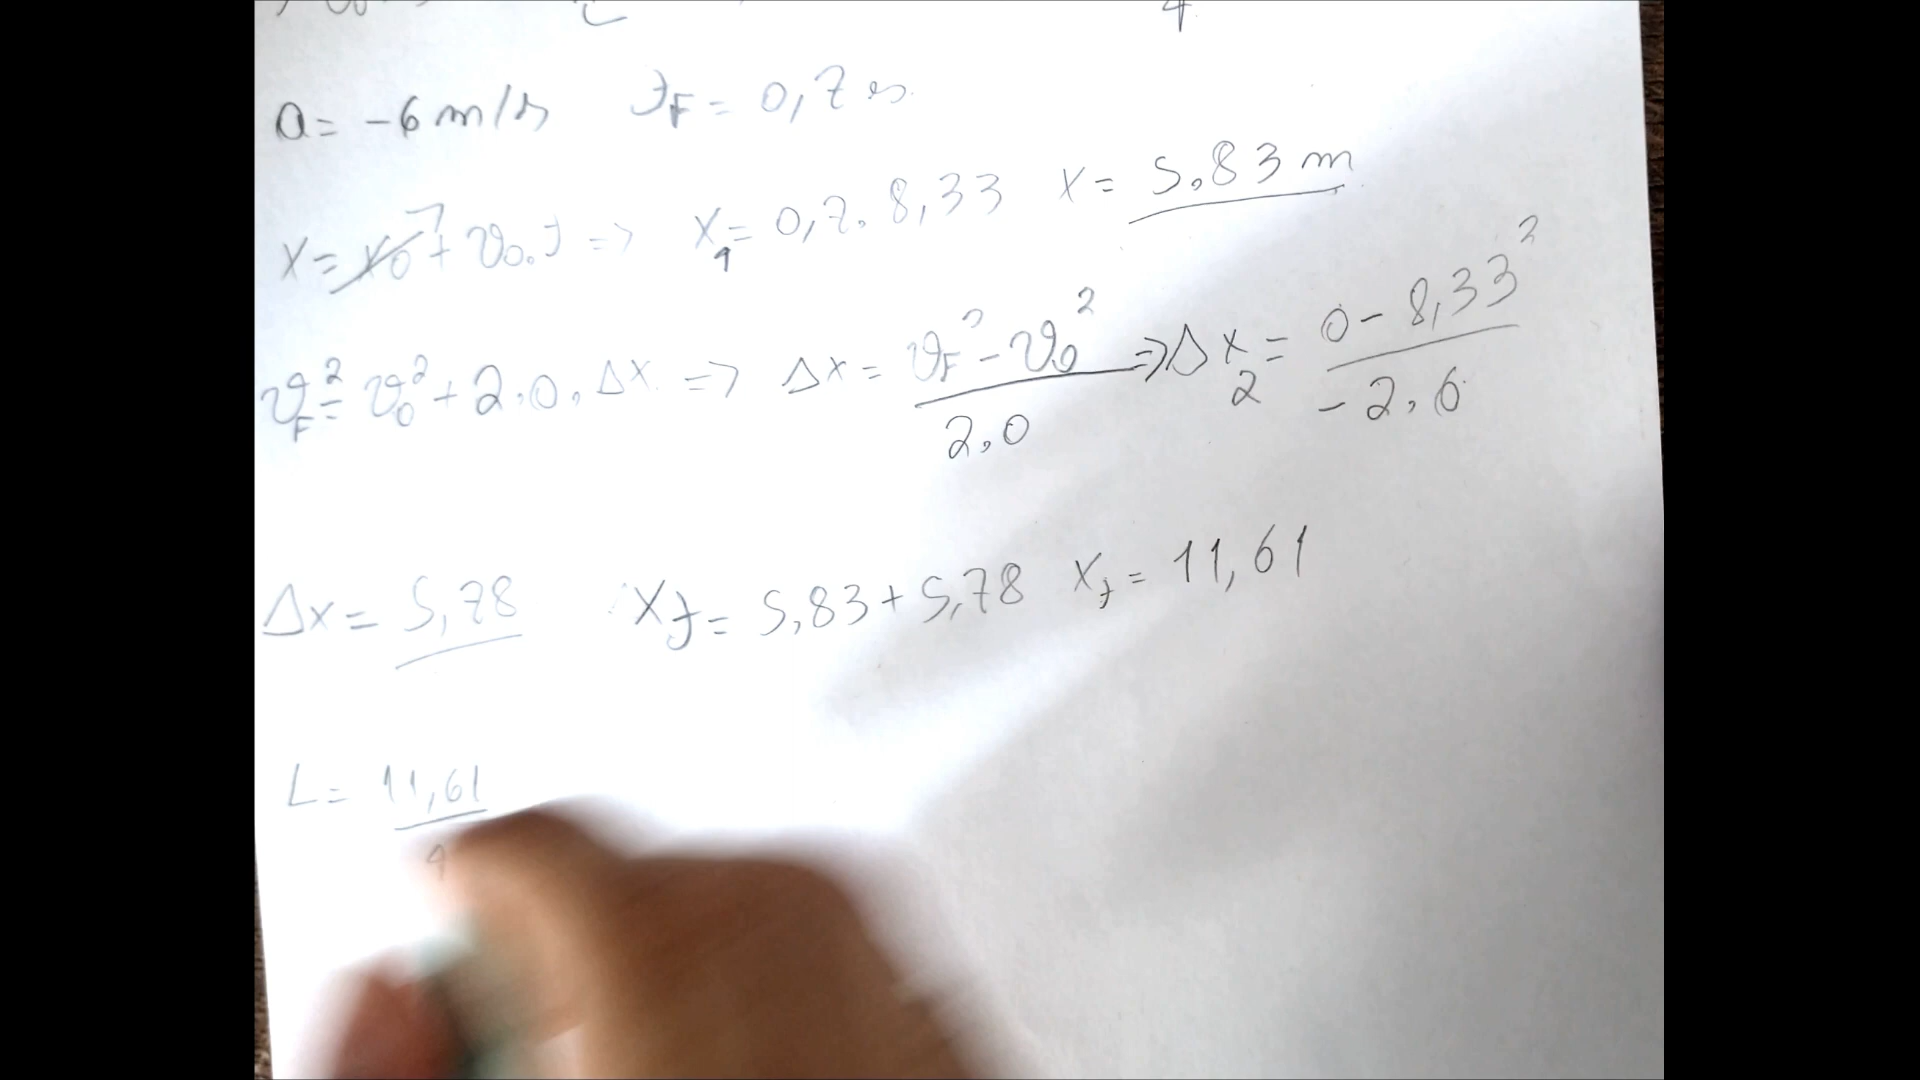 a = -6 m/s tF = 0,7 s
x = x0 + v0.t => x1 = 0,7. 8,33 x = 5,83 m
vF² = v0² + 2.a.Δx => Δx = vF² - v0² / 2.a => Δx2 = 0 - 8,33² / -2.6
Δx = 5,78 xf = 5,83 + 5,78 xf = 11,61
L = 11,61 / 4